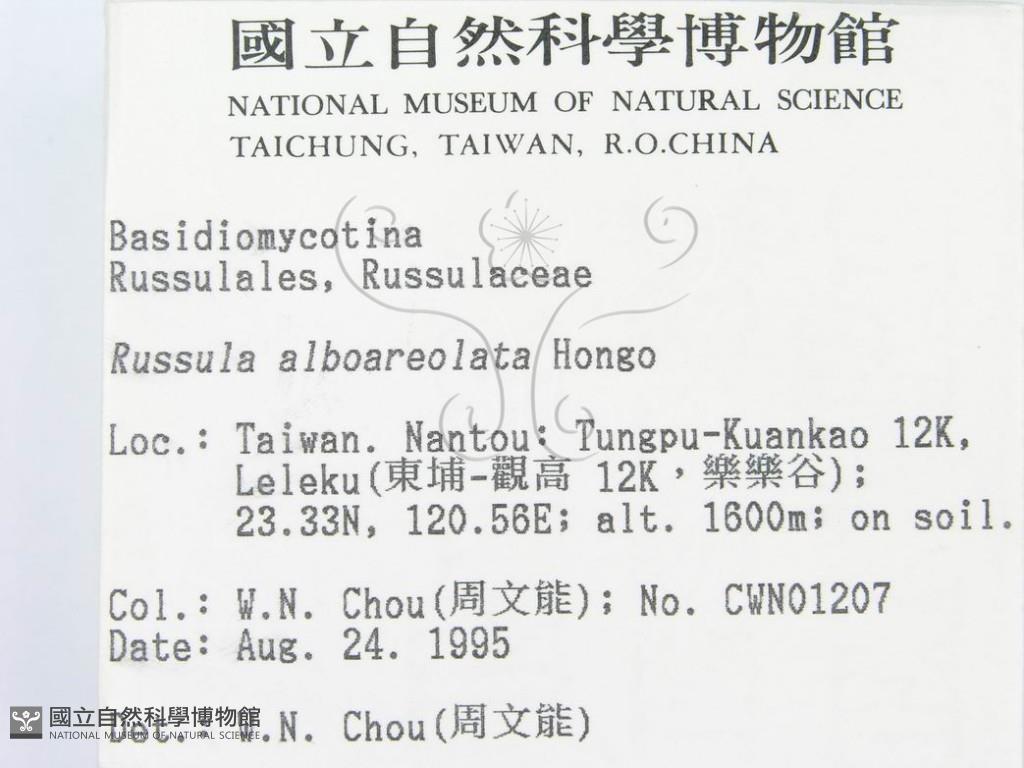 國立自然科學博物館
NATIONAL MUSEUM OF NATURAL SCIENCE
TAICHUNG, TAIWAN, R.O.CHINA
Basidiomycotina
Russulales, Russulaceae
Russula alboareolata Hongo
Loc.: Taiwan. Nantou: Tungpu-Kuankao 12K,
Leleku(東埔-觀高 12K，樂樂谷);
23.33N, 120.56E; alt. 1600m; on soil.
Col.: W.N. Chou(周文能); No. CWN01207
Date: Aug. 24. 1995
Det.: W.N. Chou(周文能)
國立自然科學博物館
NATIONAL MUSEUM OF NATURAL SCIENCE